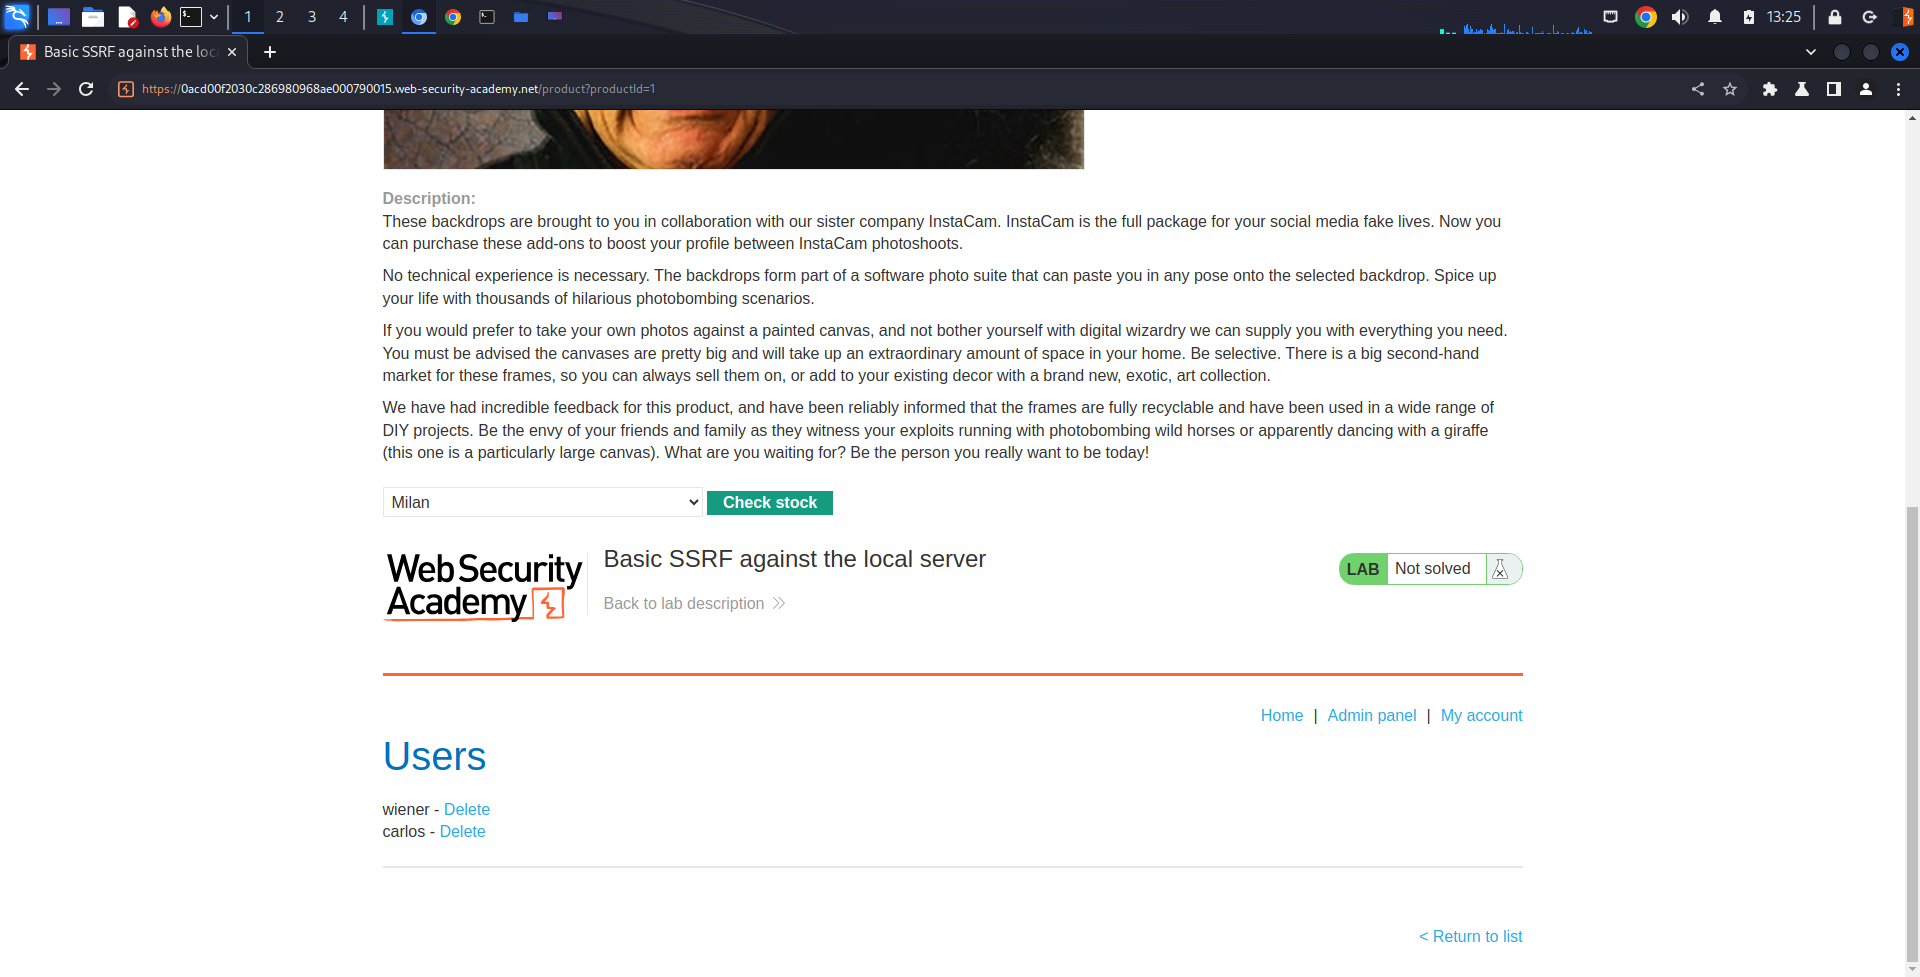 1 2 3 4
13:25
Basic SSRF against the loc
https://0acd00f2030c286980968ae000790015.web-security-academy.net/product?productId=1
Description:
These backdrops are brought to you in collaboration with our sister company InstaCam. InstaCam is the full package for your social media fake lives. Now you
can purchase these add-ons to boost your profile between InstaCam photoshoots.
No technical experience is necessary. The backdrops form part of a software photo suite that can paste you in any pose onto the selected backdrop. Spice up
your life with thousands of hilarious photobombing scenarios.
If you would prefer to take your own photos against a painted canvas, and not bother yourself with digital wizardry we can supply you with everything you need.
You must be advised the canvases are pretty big and will take up an extraordinary amount of space in your home. Be selective. There is a big second-hand
market for these frames, so you can always sell them on, or add to your existing decor with a brand new, exotic, art collection.
We have had incredible feedback for this product, and have been reliably informed that the frames are fully recyclable and have been used in a wide range of
DIY projects. Be the envy of your friends and family as they witness your exploits running with photobombing wild horses or apparently dancing with a giraffe
(this one is a particularly large canvas). What are you waiting for? Be the person you really want to be today!
Milan Check stock
Web Security
Academy
Basic SSRF against the local server
Back to lab description
LAB Not solved
Home | Admin panel | My account
Users
wiener - Delete
carlos - Delete
< Return to list